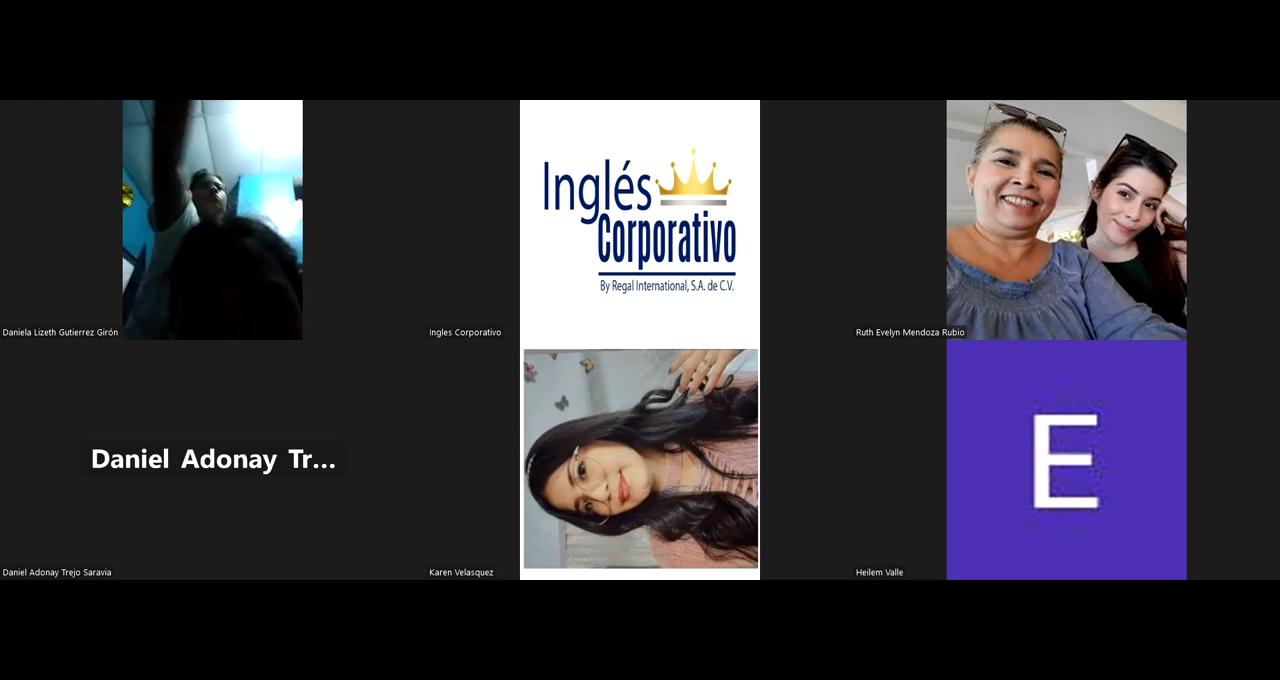 Inglés
Corporativo
By Regal International, S.A. de C.V.
Daniela Lizeth Gutierrez Girón
Ingles Corporativo
Ruth Evelyn Mendoza Rubio
Daniel Adonay Tr...
E
Daniel Adonay Trejo Saravia
Karen Velasquez
Heilem Valle